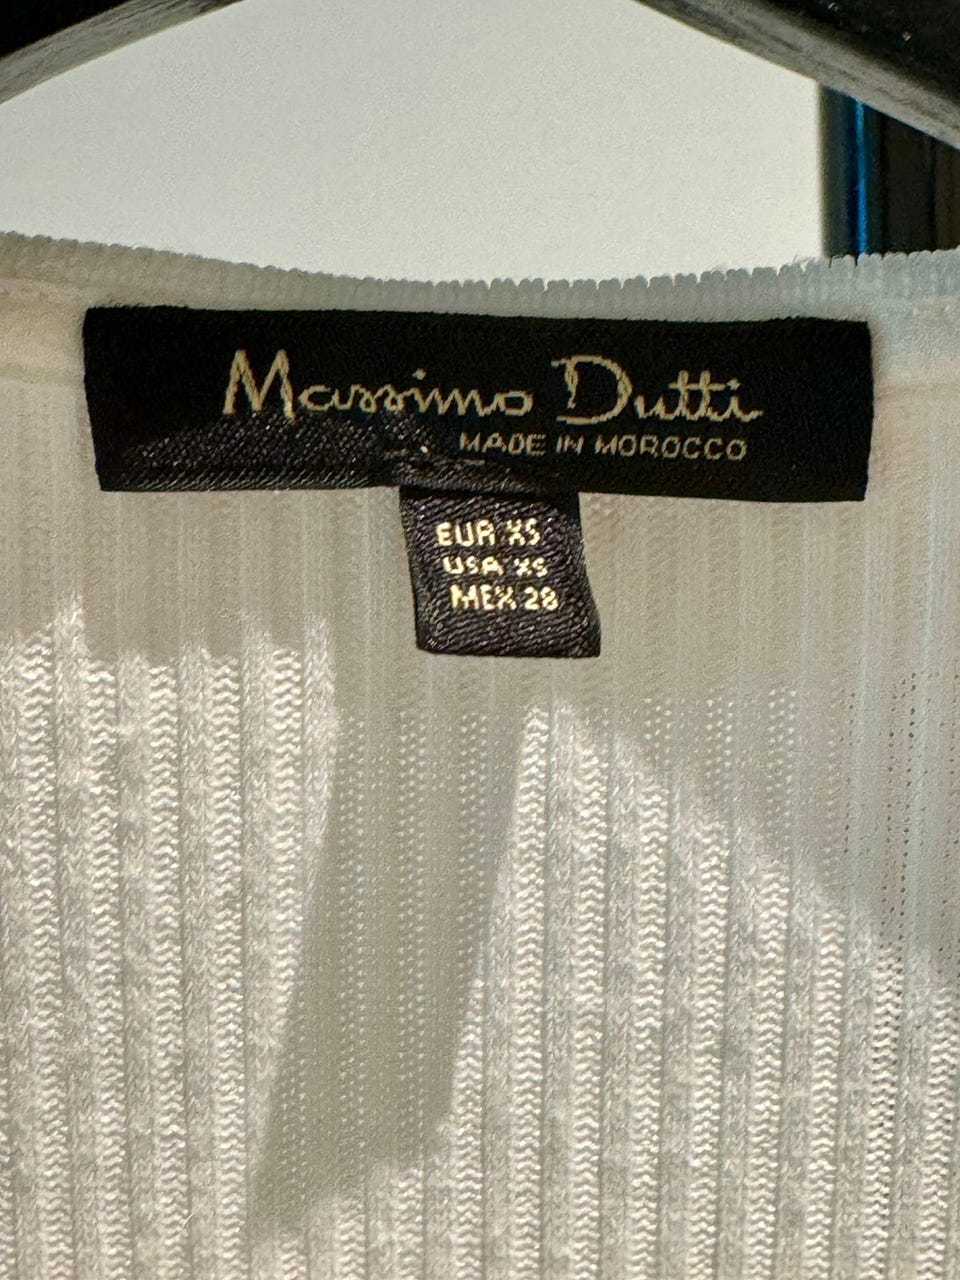 Massimo Dutti
MADE IN MOROCCO
EUR XS
USA XS
MEX 28